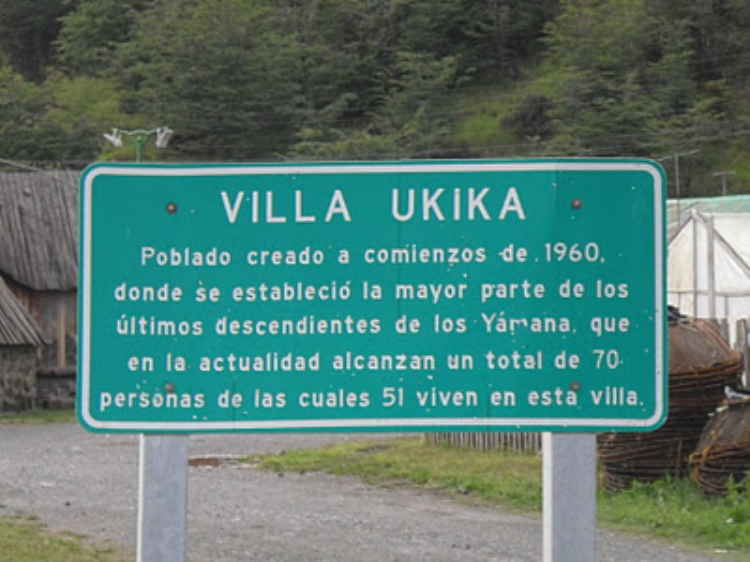 VILLA UKiKA
Poblado creado a comienzos de 1960,
donde se estableció la mayor parte de los
últimos descendientes de los Yámana, que
en la actualidad alcanzan un total de 70
personas de las cuales 51 viven en esta villa.